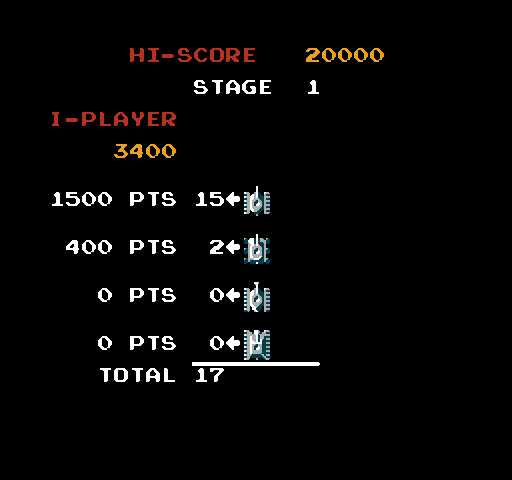 HI-SCORE 20000
STAGE 1
I-PLAYER
3400
1500 PTS 15
400 PTS 2
0 PTS 0
0 PTS 0
TOTAL 17